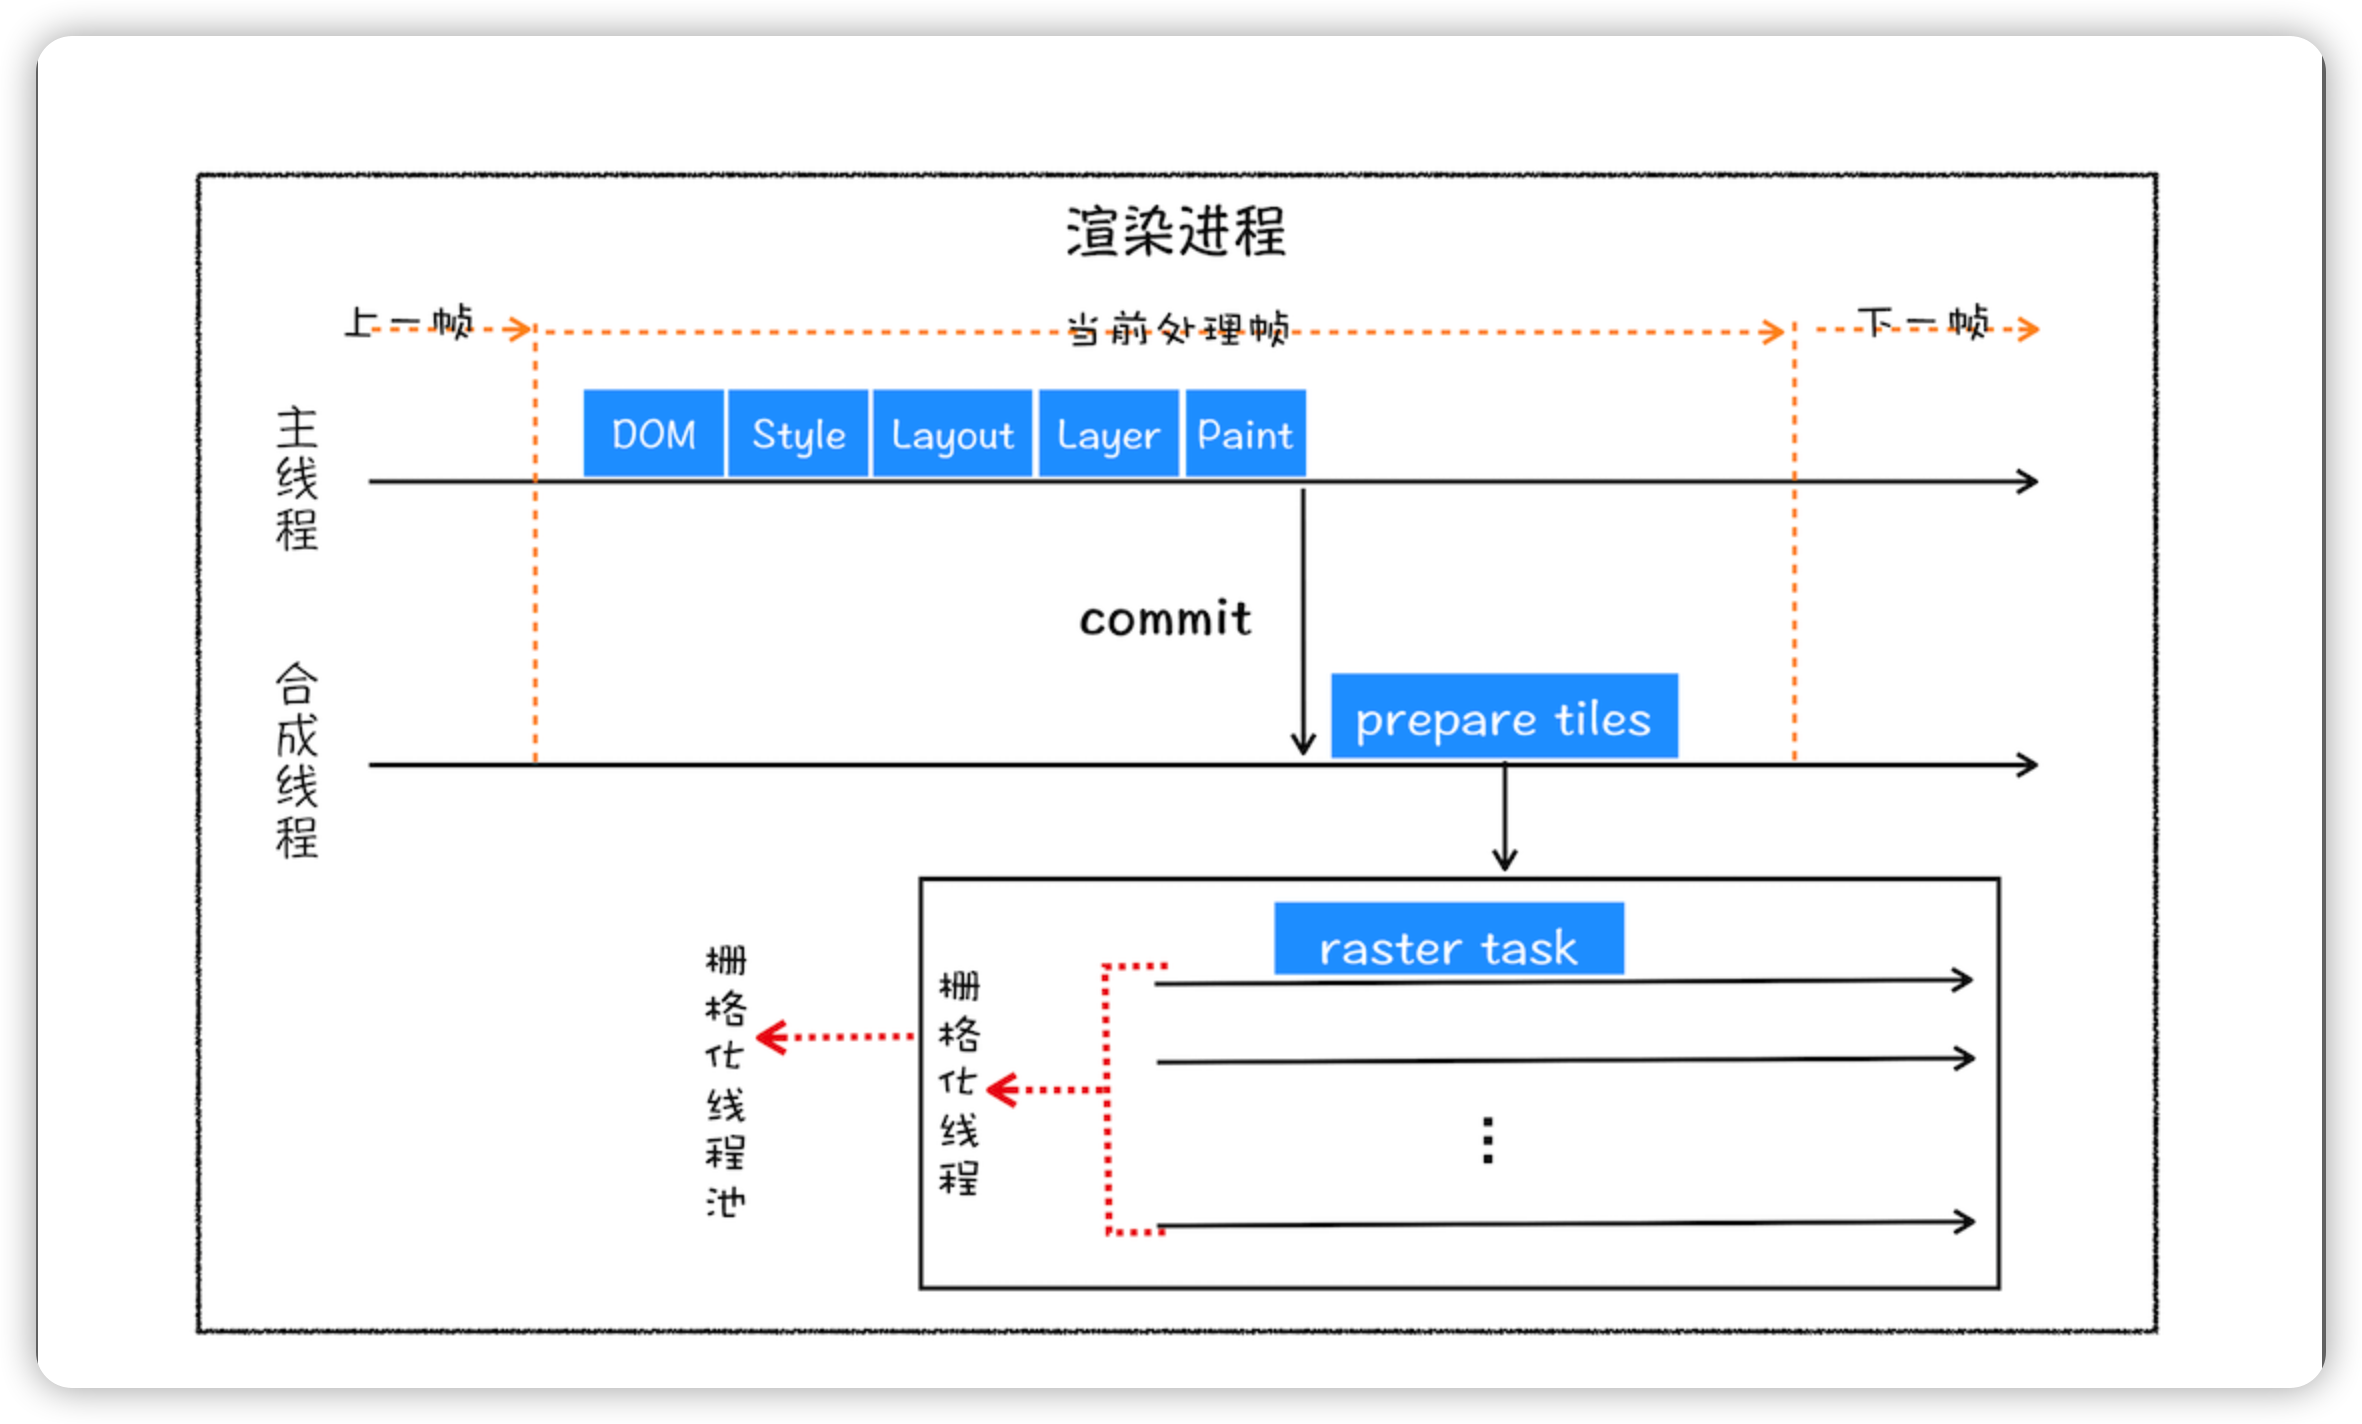 渲染进程
上一帧
当前处理帧
下一帧
主线程
DOM
Style
Layout
Layer
Paint
commit
合成线程
prepare tiles
raster task
栅格化线程池
栅格化线程